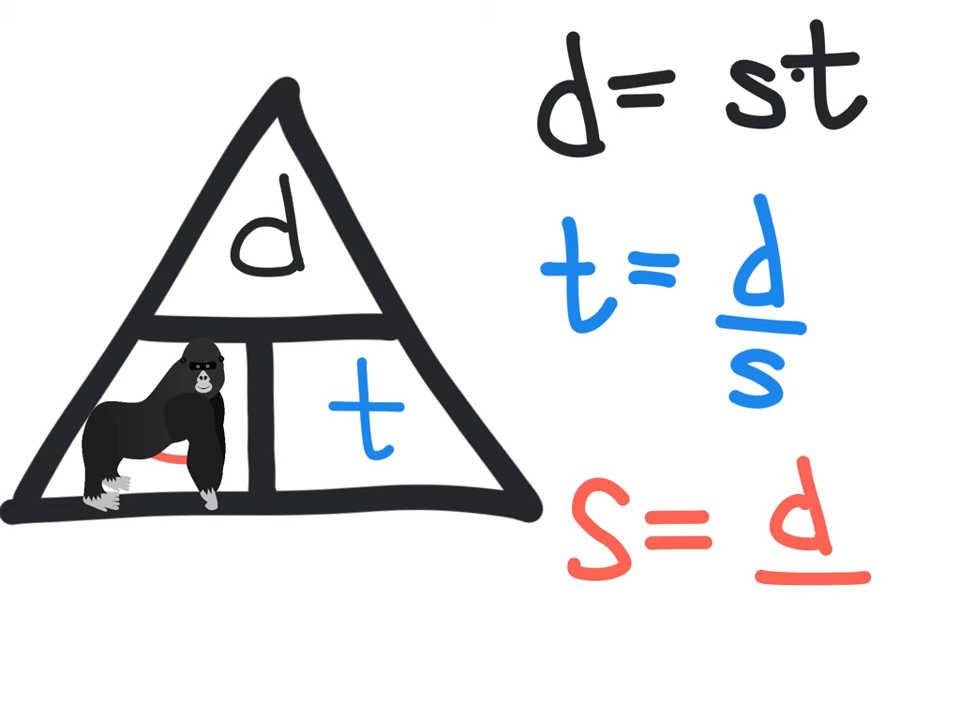 d
t
d = s·t
t = d
s
s = d